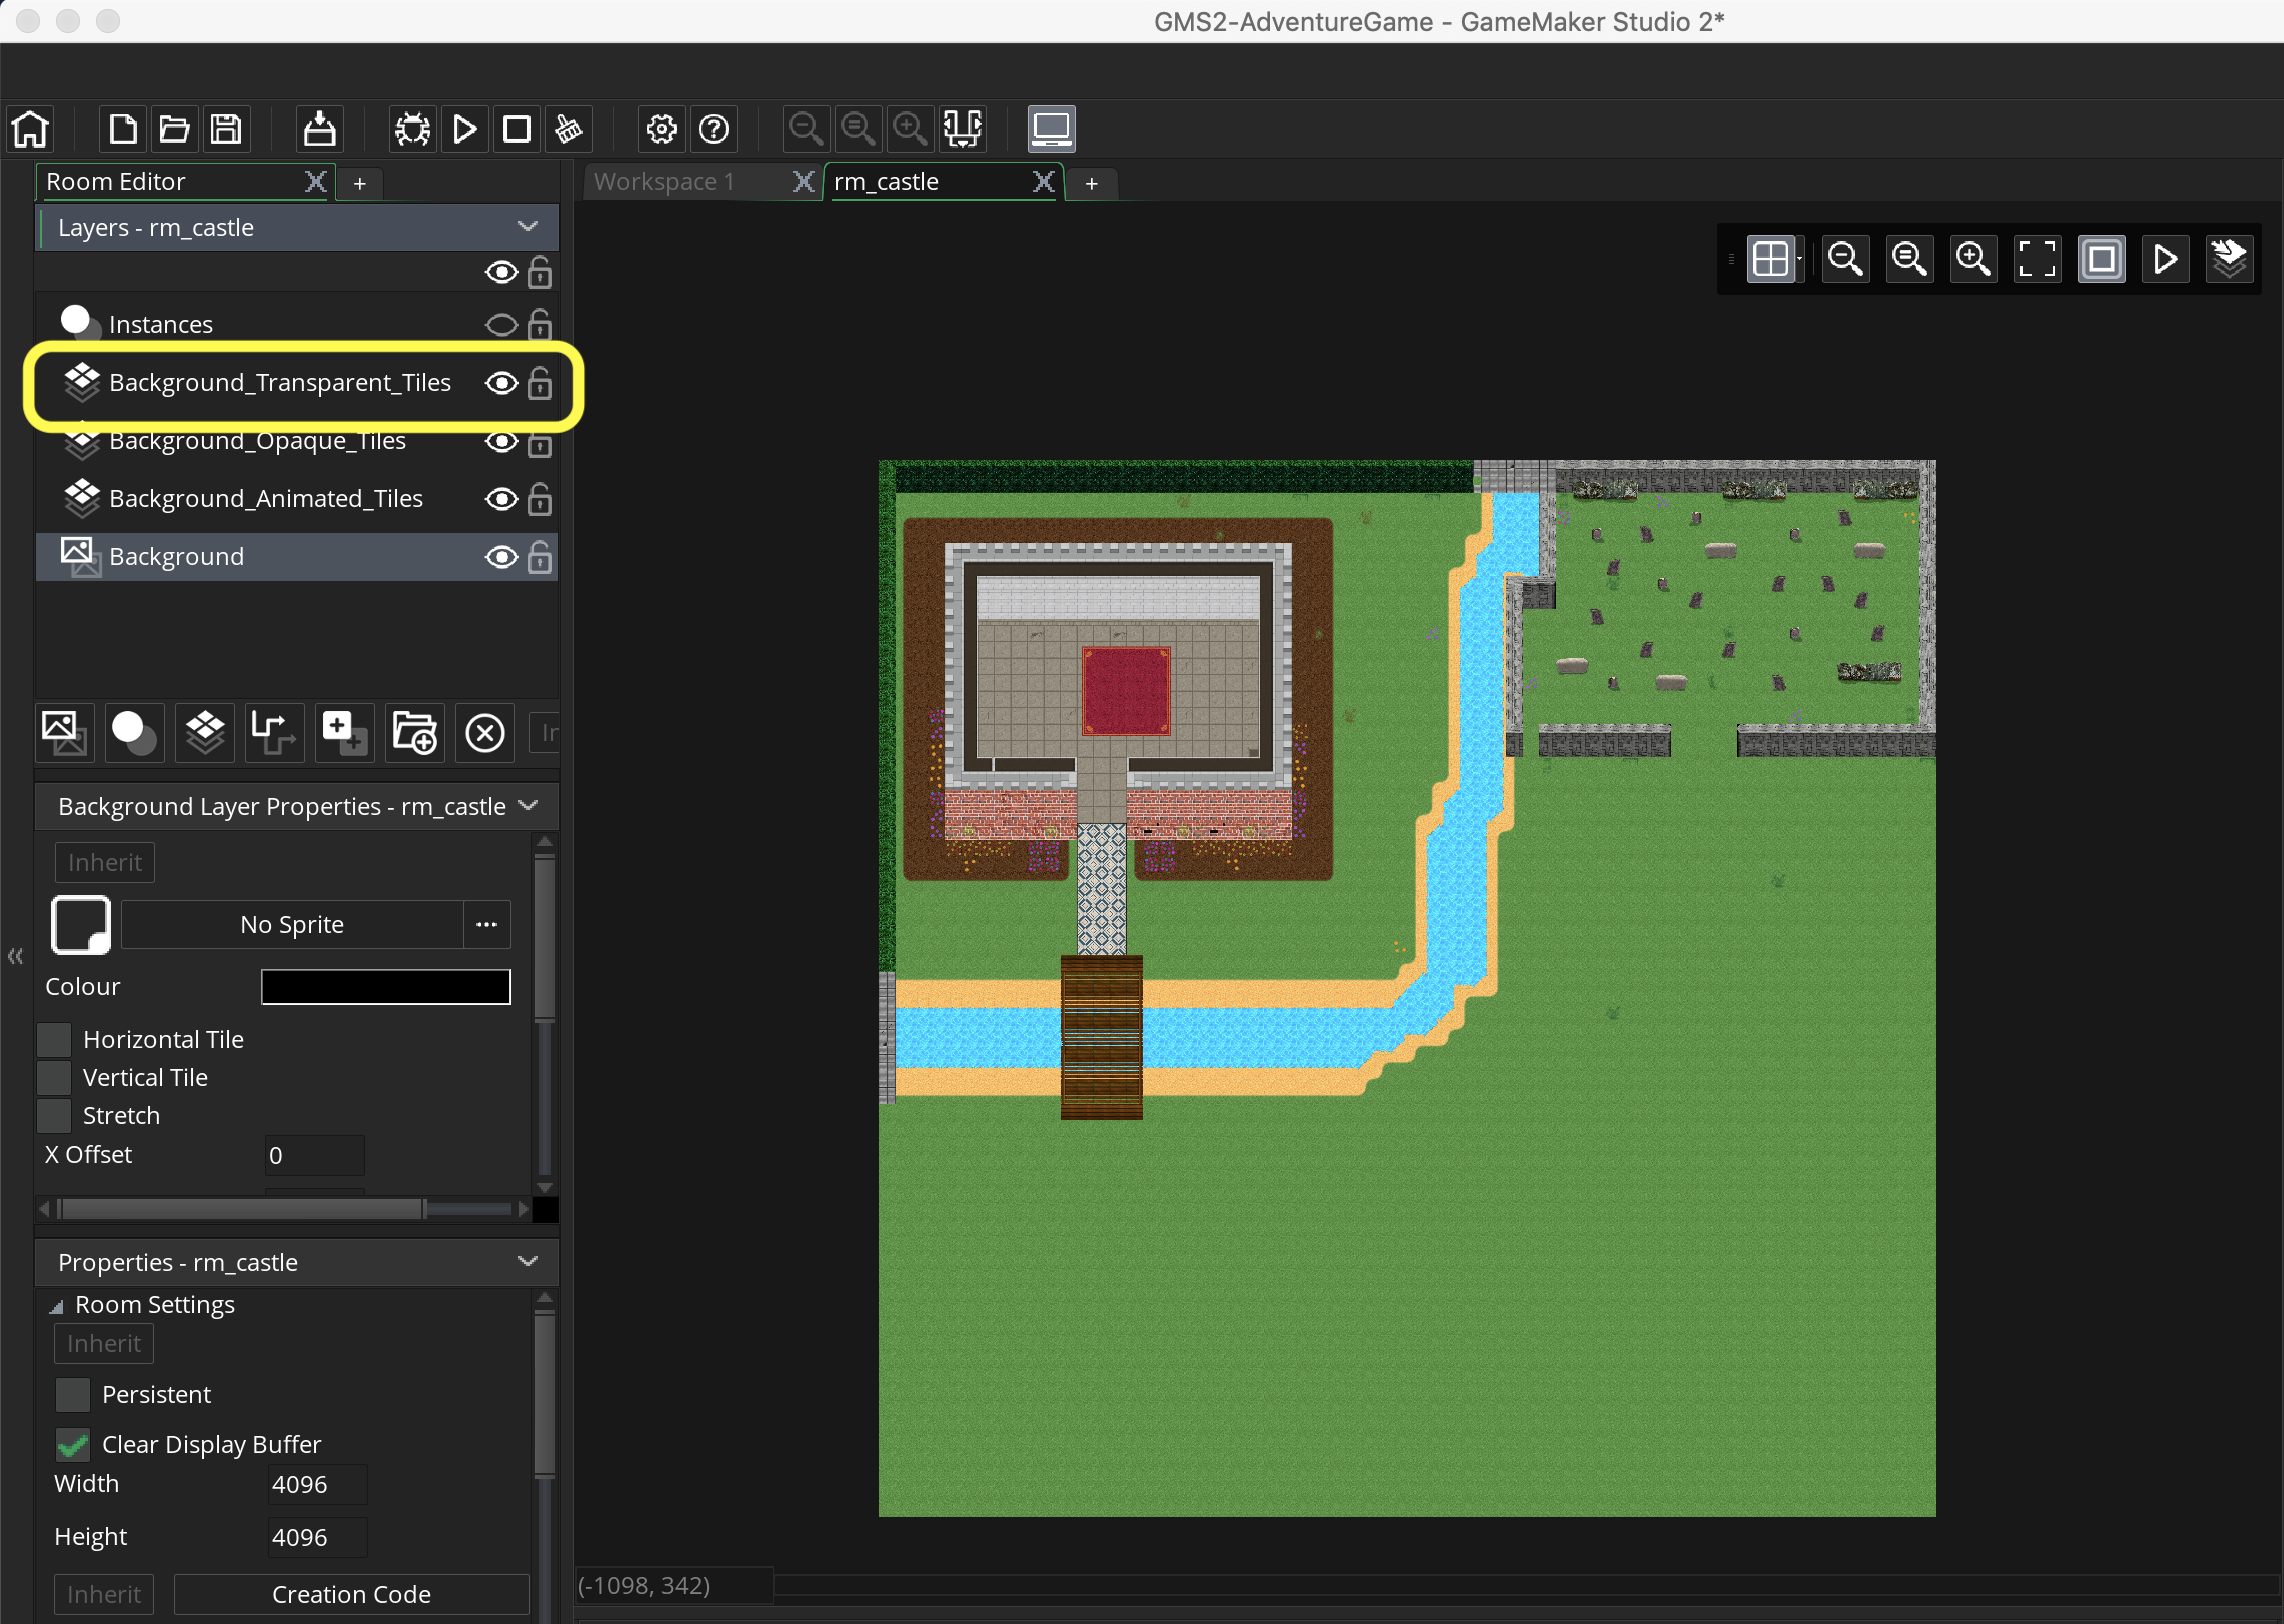 GMS2-AdventureGame - GameMaker Studio 2*
Room Editor
+
Workspace 1
rm_castle
+
Layers - rm_castle
Instances
Background_Transparent_Tiles
Background_Opaque_Tiles
Background_Animated_Tiles
Background
In
Background Layer Properties - rm_castle
Inherit
No Sprite
...
Colour
Horizontal Tile
Vertical Tile
Stretch
X Offset 0
Properties - rm_castle
Room Settings
Inherit
Persistent
Clear Display Buffer
Width 4096
Height 4096
Inherit Creation Code
(-1098, 342)